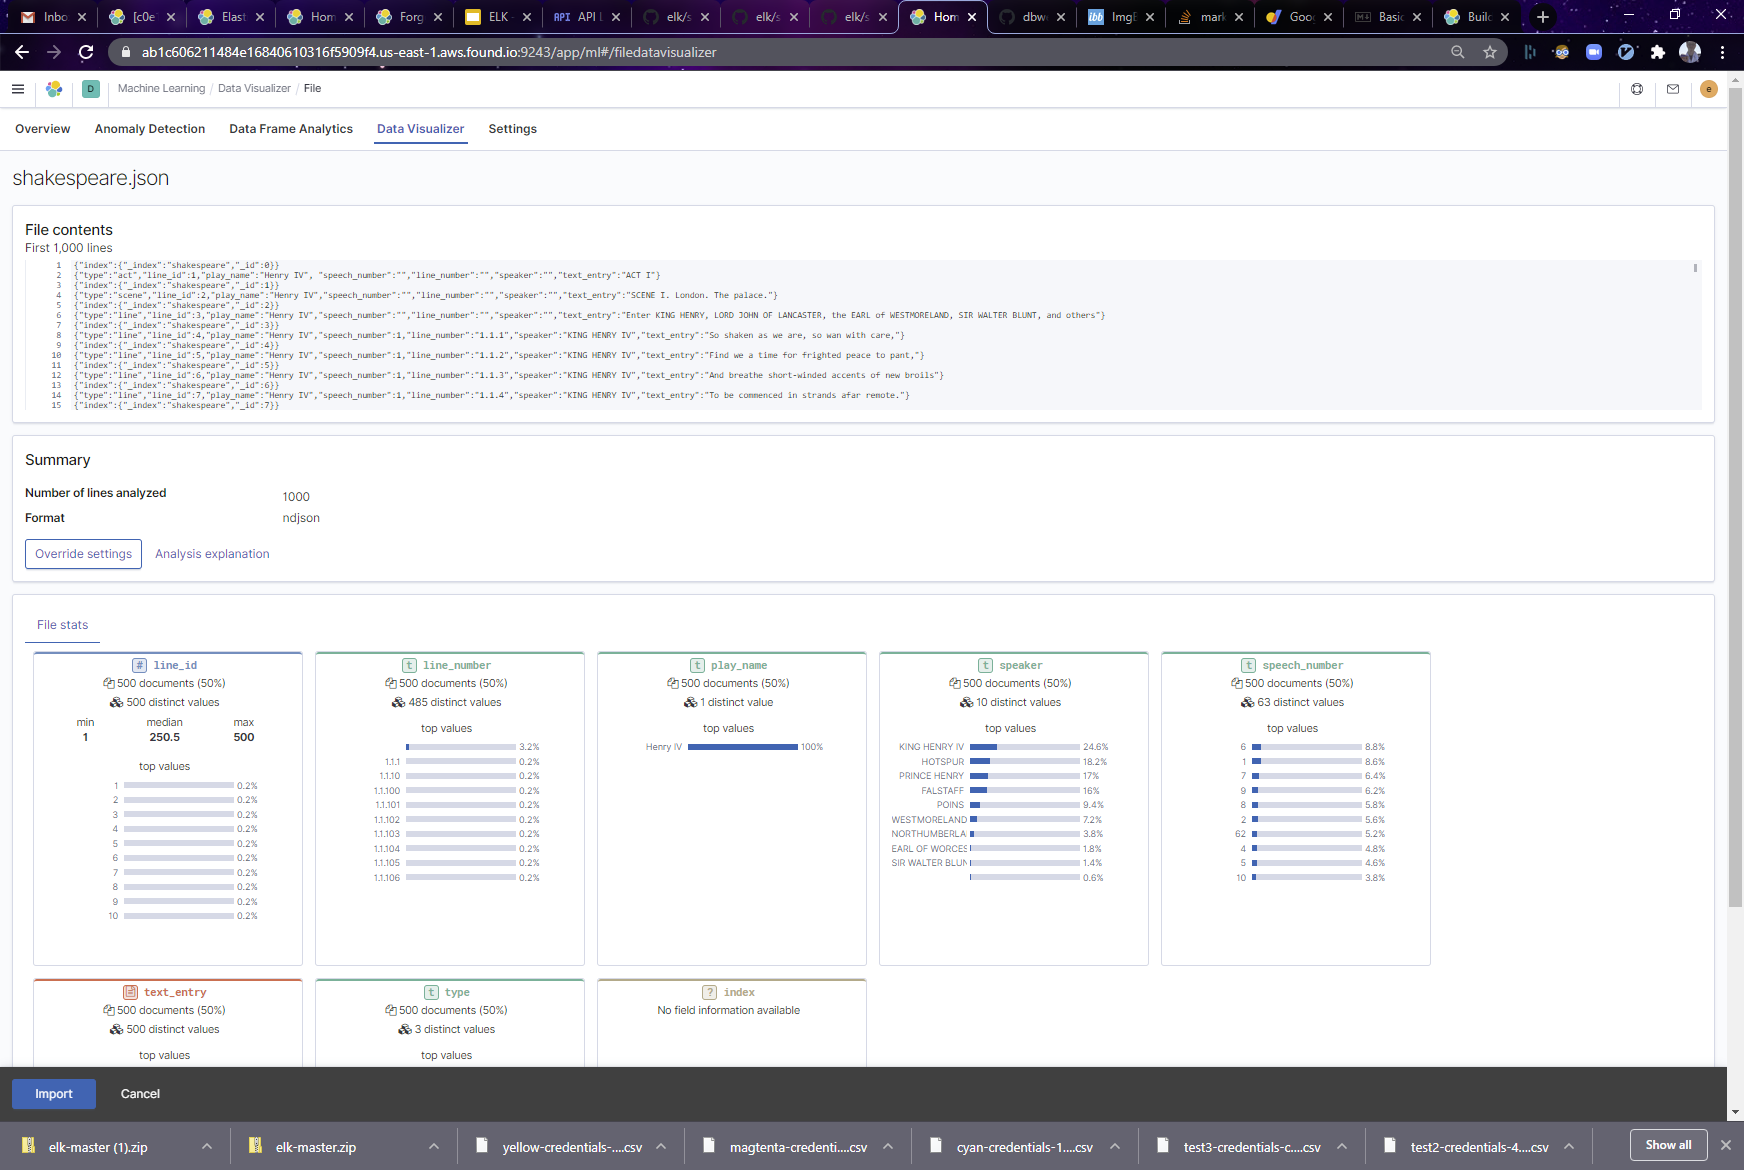 Inbo
[c0e
Elast
Hom
Forg
ELK
API API L
elk/s
elk/s
elk/s
Hom
dbw
ibb ImgE
mark
Goo
Basic
Build
ab1c606211484e16840610316f5909f4.us-east-1.aws.found.io:9243/app/ml#/filedatavisualizer
D Machine Learning / Data Visualizer / File e
Overview Anomaly Detection Data Frame Analytics Data Visualizer Settings
shakespeare.json
File contents
First 1,000 lines
1 {"index":{"_index":"shakespeare","_id":0}}
2 {"type":"act","line_id":1,"play_name":"Henry IV", "speech_number":"","line_number":"","speaker":"","text_entry":"ACT I"}
3 {"index":{"_index":"shakespeare","_id":1}}
4 {"type":"scene","line_id":2,"play_name":"Henry IV","speech_number":"","line_number":"","speaker":"","text_entry":"SCENE I. London. The palace."}
5 {"index":{"_index":"shakespeare","_id":2}}
6 {"type":"line","line_id":3,"play_name":"Henry IV","speech_number":"","line_number":"","speaker":"","text_entry":"Enter KING HENRY, LORD JOHN OF LANCASTER, the EARL of WESTMORELAND, SIR WALTER BLUNT, and others"}
7 {"index":{"_index":"shakespeare","_id":3}}
8 {"type":"line","line_id":4,"play_name":"Henry IV","speech_number":1,"line_number":"1.1.1","speaker":"KING HENRY IV","text_entry":"So shaken as we are, so wan with care,"}
9 {"index":{"_index":"shakespeare","_id":4}}
10 {"type":"line","line_id":5,"play_name":"Henry IV","speech_number":1,"line_number":"1.1.2","speaker":"KING HENRY IV","text_entry":"Find we a time for frighted peace to pant,"}
11 {"index":{"_index":"shakespeare","_id":5}}
12 {"type":"line","line_id":6,"play_name":"Henry IV","speech_number":1,"line_number":"1.1.3","speaker":"KING HENRY IV","text_entry":"And breathe short-winded accents of new broils"}
13 {"index":{"_index":"shakespeare","_id":6}}
14 {"type":"line","line_id":7,"play_name":"Henry IV","speech_number":1,"line_number":"1.1.4","speaker":"KING HENRY IV","text_entry":"To be commenced in strands afar remote."}
15 {"index":{"_index":"shakespeare","_id":7}}
Summary
Number of lines analyzed 1000
Format ndjson
Override settings Analysis explanation
File stats
# line_id
500 documents (50%)
500 distinct values
min median max
1 250.5 500
top values
1 0.2%
2 0.2%
3 0.2%
4 0.2%
5 0.2%
6 0.2%
7 0.2%
8 0.2%
9 0.2%
10 0.2%
t line_number
500 documents (50%)
485 distinct values
top values
3.2%
1.1.1 0.2%
1.1.10 0.2%
1.1.100 0.2%
1.1.101 0.2%
1.1.102 0.2%
1.1.103 0.2%
1.1.104 0.2%
1.1.105 0.2%
1.1.106 0.2%
t play_name
500 documents (50%)
1 distinct value
top values
Henry IV 100%
t speaker
500 documents (50%)
10 distinct values
top values
KING HENRY IV 24.6%
HOTSPUR 18.2%
PRINCE HENRY 17%
FALSTAFF 16%
POINS 9.4%
WESTMORELAND 7.2%
NORTHUMBERLA 3.8%
EARL OF WORCES 1.8%
SIR WALTER BLUN 1.4%
0.6%
t speech_number
500 documents (50%)
63 distinct values
top values
6 8.8%
1 8.6%
7 6.4%
9 6.2%
8 5.8%
2 5.6%
62 5.2%
4 4.8%
5 4.6%
10 3.8%
text_entry
500 documents (50%)
500 distinct values
top values
t type
500 documents (50%)
3 distinct values
top values
? index
No field information available
Import Cancel
elk-master (1).zip
elk-master.zip
yellow-credentials-....csv
magtenta-credenti....csv
cyan-credentials-1....csv
test3-credentials-c....csv
test2-credentials-4....csv
Show all